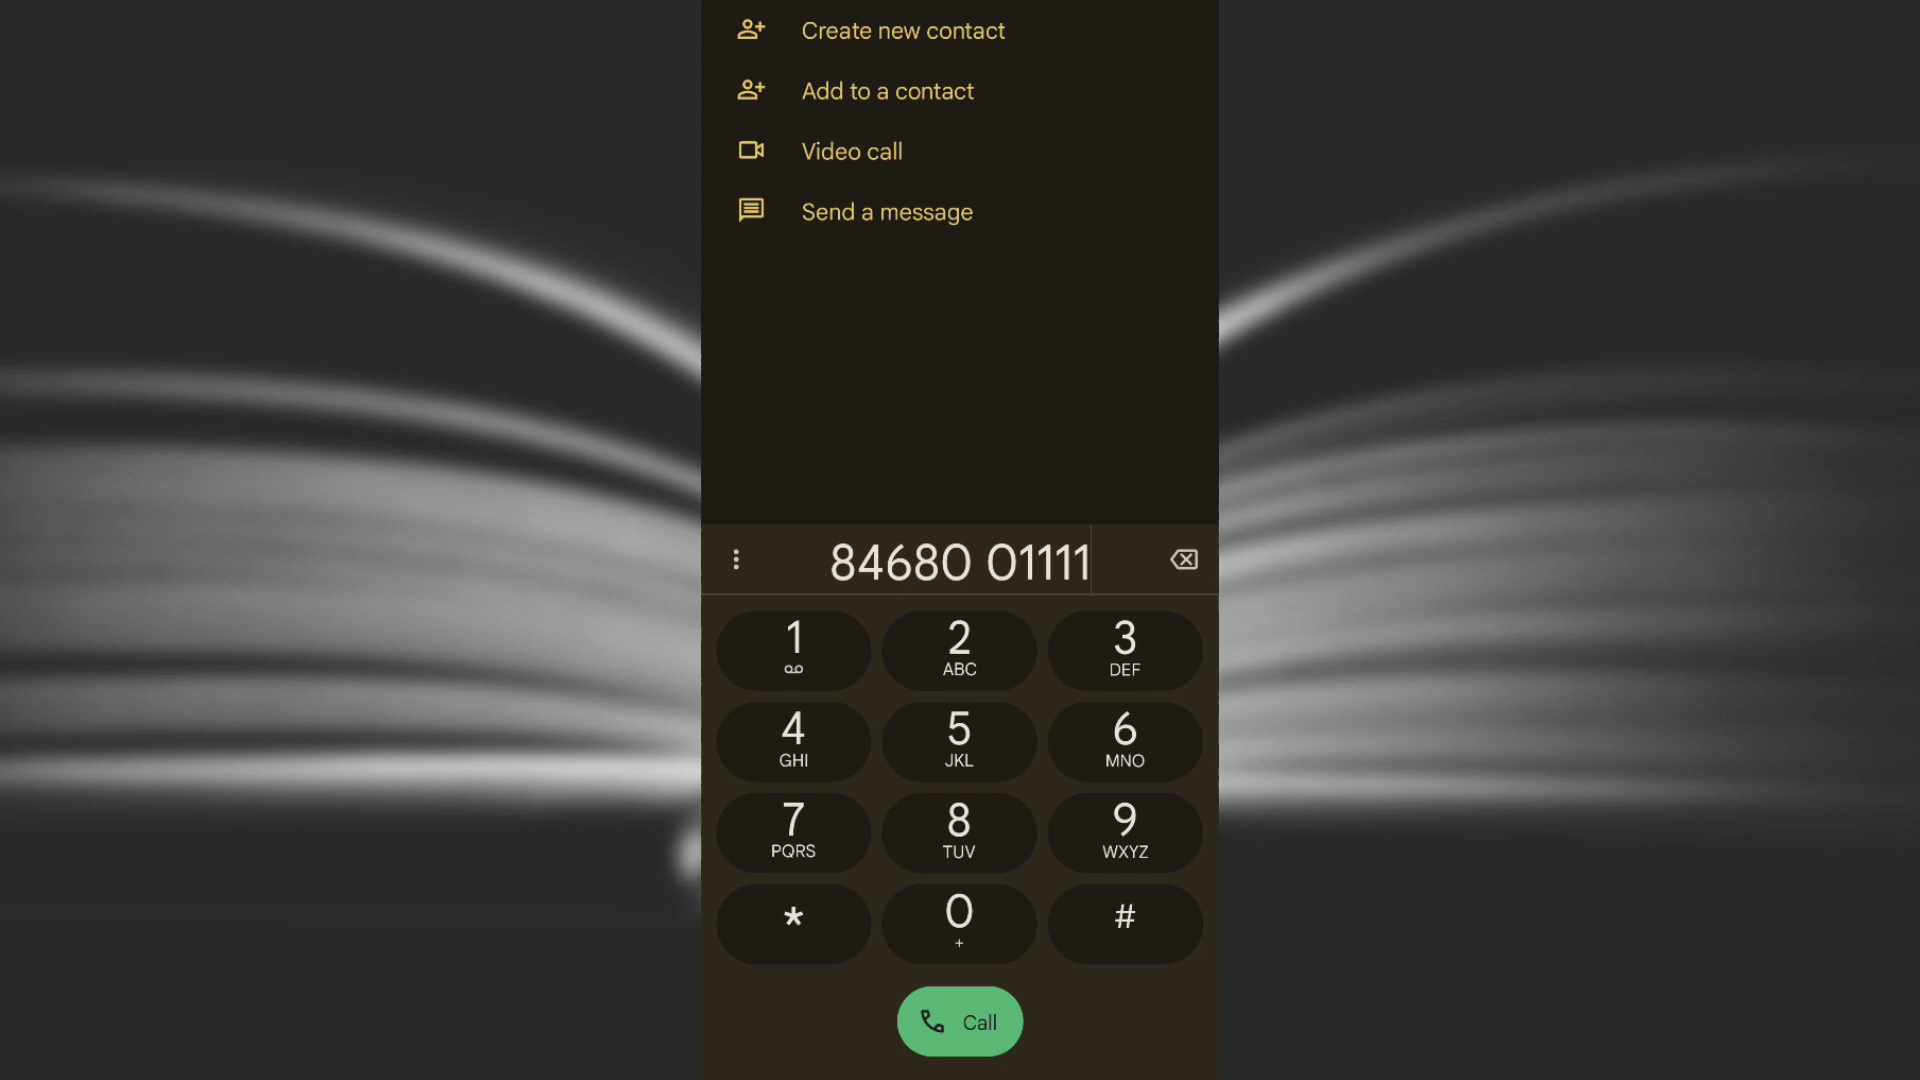 Create new contact
Add to a contact
Video call
Send a message
84680 01111
1 2 3
ABC DEF
4 5 6
GHI JKL MNO
7 8 9
PQRS TUV WXYZ
* 0 #
+
Call